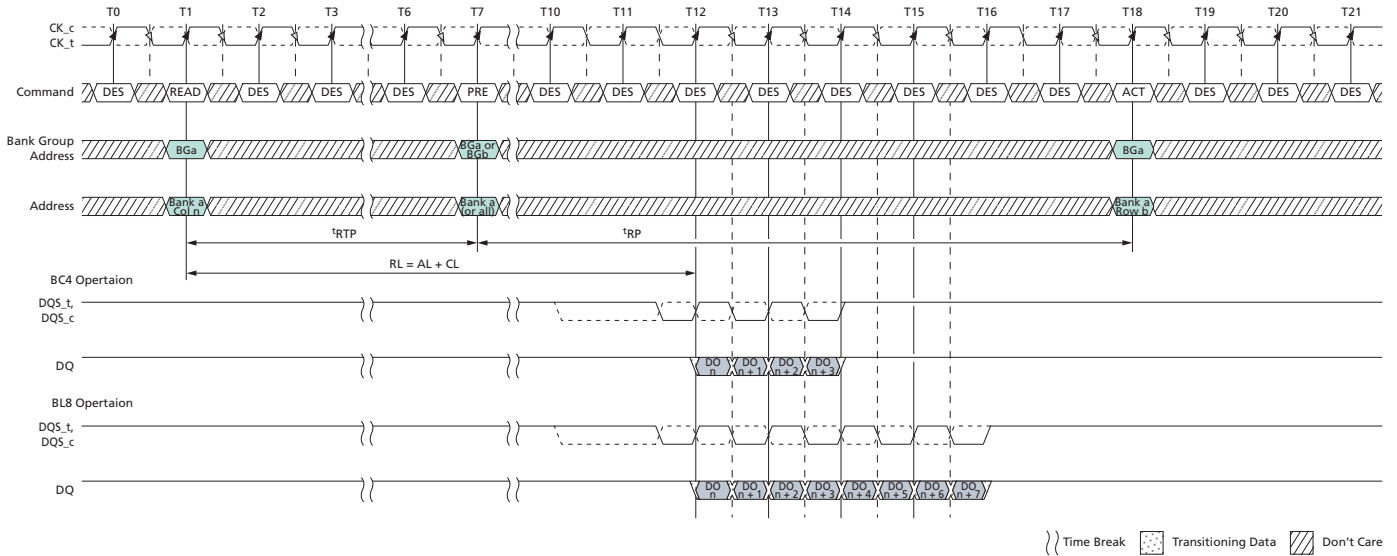 T0 T1 T2 T3 T6 T7 T10 T11 T12 T13 T14 T15 T16 T17 T18 T19 T20 T21
CK_c
CK_t
Command DES READ DES DES DES PRE DES DES DES DES DES DES DES DES ACT DES DES DES
Bank Group
Address
BGa
BGa or
BGb
BGa
Address
Bank a
Col n
Bank a
(or all)
Bank a
Row b
tRTP tRP
RL = AL + CL
BC4 Opertaion
DQS_t,
DQS_c
DQ
DO
n
DO
n + 1
DO
n + 2
DO
n + 3
BL8 Opertaion
DQS_t,
DQS_c
DQ
DO
n
DO
n + 1
DO
n + 2
DO
n + 3
DO
n + 4
DO
n + 5
DO
n + 6
DO
n + 7
Time Break Transitioning Data Don't Care